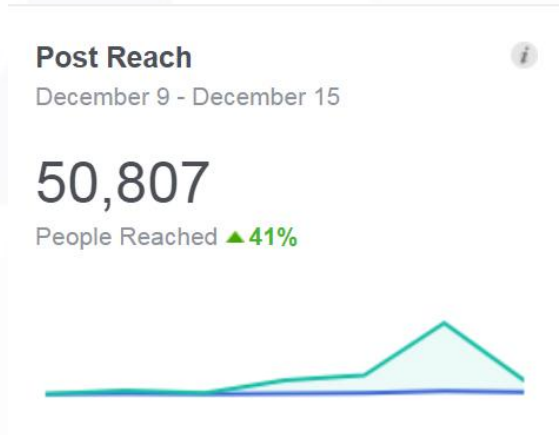 Post Reach
i
December 9 - December 15
50,807
People Reached ▲ 41%